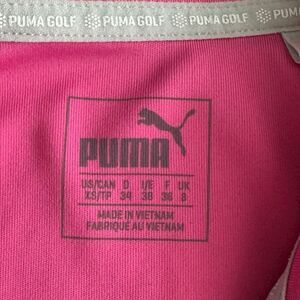 PUMA GOLF PUMA GOLF PUMA GOLF PUMA
PUMA
US/CAN D I/E F UK
XS/TP 34 38 36 8
MADE IN VIETNAM
FABRIQUÉ AU VIETNAM